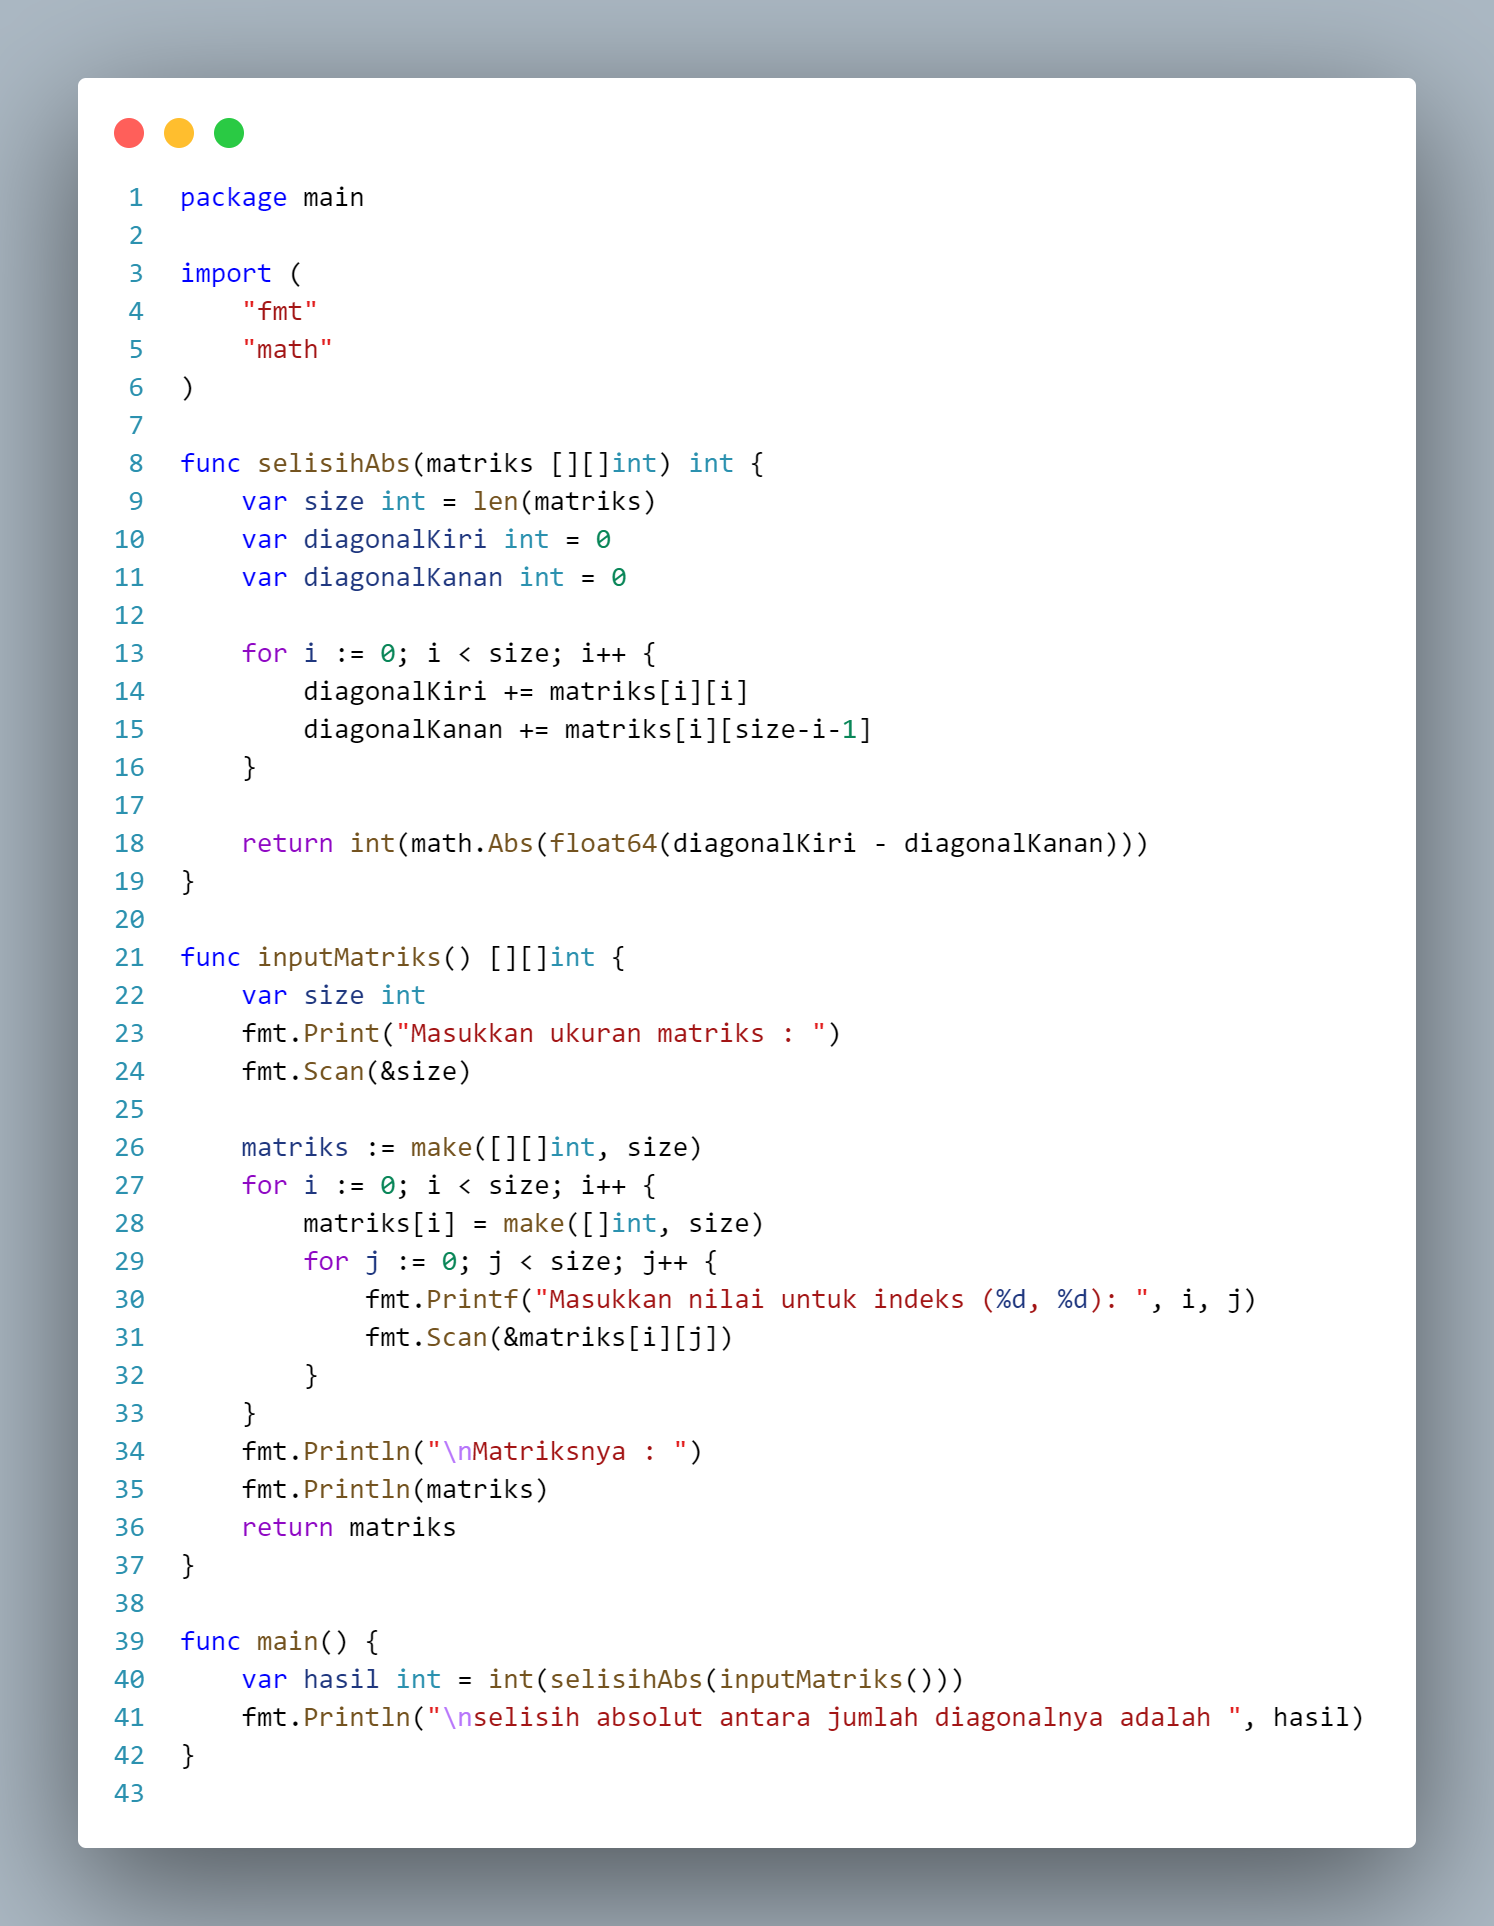 1 package main
2
3 import (
4     "fmt"
5     "math"
6 )
7
8 func selisihAbs(matriks [][]int) int {
9     var size int = len(matriks)
10     var diagonalKiri int = 0
11     var diagonalKanan int = 0
12
13     for i := 0; i < size; i++ {
14         diagonalKiri += matriks[i][i]
15         diagonalKanan += matriks[i][size-i-1]
16     }
17
18     return int(math.Abs(float64(diagonalKiri - diagonalKanan)))
19 }
20
21 func inputMatriks() [][]int {
22     var size int
23     fmt.Print("Masukkan ukuran matriks : ")
24     fmt.Scan(&size)
25
26     matriks := make([][]int, size)
27     for i := 0; i < size; i++ {
28         matriks[i] = make([]int, size)
29         for j := 0; j < size; j++ {
30             fmt.Printf("Masukkan nilai untuk indeks (%d, %d): ", i, j)
31             fmt.Scan(&matriks[i][j])
32         }
33     }
34     fmt.Println("\nMatriksnya : ")
35     fmt.Println(matriks)
36     return matriks
37 }
38
39 func main() {
40     var hasil int = int(selisihAbs(inputMatriks()))
41     fmt.Println("\nselisih absolut antara jumlah diagonalnya adalah ", hasil)
42 }
43